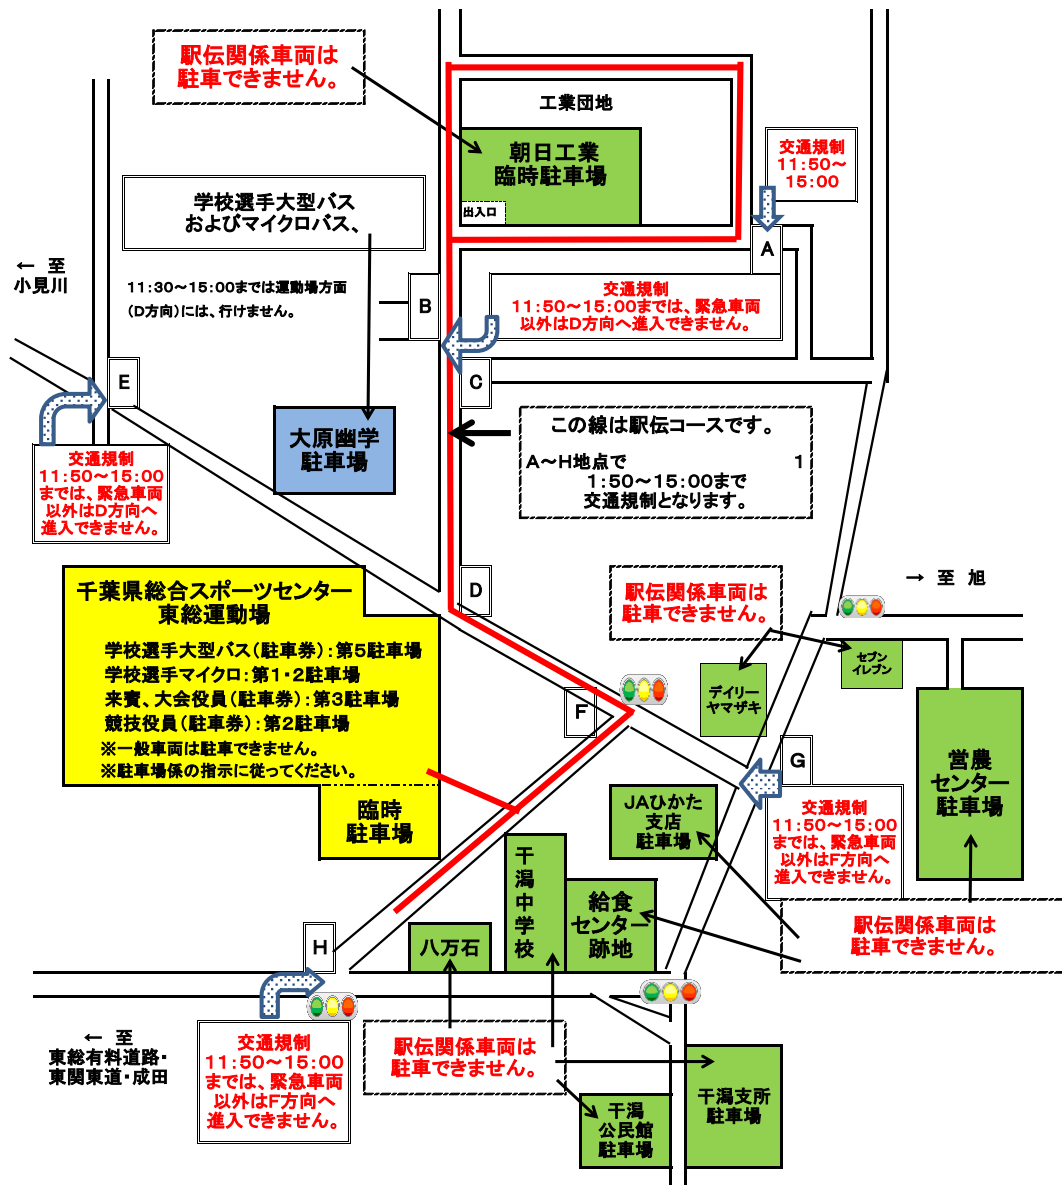 駅伝関係車両は
駐車できません。
工業団地
朝日工業
臨時駐車場
出入口
交通規制
11:50～
15:00
A
学校選手大型バス
およびマイクロバス、
← 至
小見川
11:30～15:00までは運動場方面
（D方向）には、行けません。
B
交通規制
11:50～15:00までは、緊急車両
以外はD方向へ進入できません。
E
C
大原幽学
駐車場
この線は駅伝コースです。
A～H地点で 1
1:50～15:00まで
交通規制となります。
交通規制
11:50～15:00
までは、緊急車両
以外はD方向へ
進入できません。
D
千葉県総合スポーツセンター
東総運動場
学校選手大型バス（駐車券）：第5駐車場
学校選手マイクロ：第1・2駐車場
来賓、大会役員（駐車券）：第3駐車場
競技役員（駐車券）：第2駐車場
※一般車両は駐車できません。
※駐車場係の指示に従ってください。
臨時
駐車場
駅伝関係車両は
駐車できません。
→ 至 旭
セブン
イレブン
デイリー
ヤマザキ
F
G
営農
センター
駐車場
JAひかた
支店
駐車場
交通規制
11:50～15:00
までは、緊急車両
以外はF方向へ
進入できません。
干潟中学校
給食
センター
跡地
駅伝関係車両は
駐車できません。
八万石
H
← 至
東総有料道路・
東関東道・成田
交通規制
11:50～15:00
までは、緊急車両
以外はF方向へ
進入できません。
駅伝関係車両は
駐車できません。
干潟
公民館
駐車場
干潟支所
駐車場